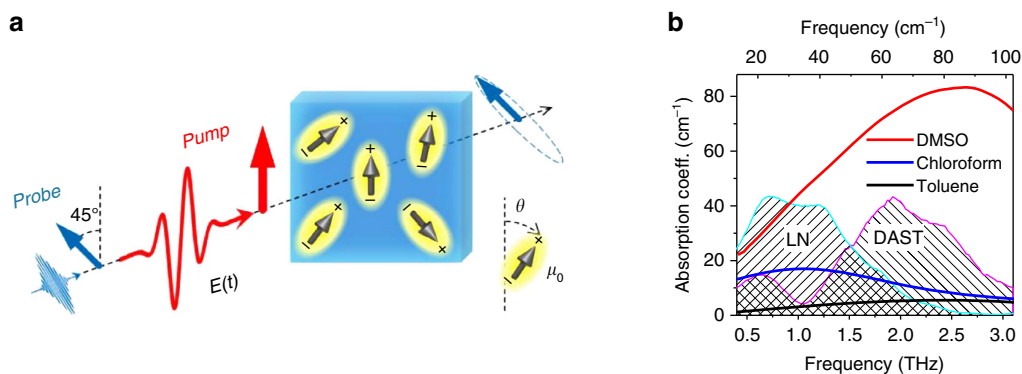 a
Pump
Probe
45°
E(t)
+
−
+
−
+
−
+
−
+
−
θ
+
−
μ₀
b
Frequency (cm⁻¹)
20 40 60 80 100
80
60
40
20
0
Absorption coeff. (cm⁻¹)
DMSO
Chloroform
Toluene
LN
DAST
0.5 1.0 1.5 2.0 2.5 3.0
Frequency (THz)